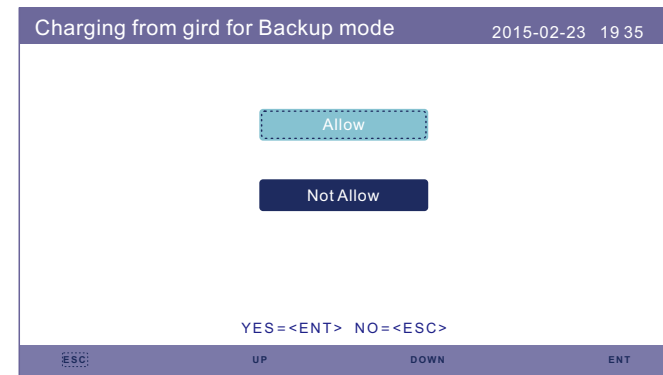 Charging from gird for Backup mode 2015-02-23 19 35
Allow
Not Allow
YES=<ENT> NO=<ESC>
ESC UP DOWN ENT